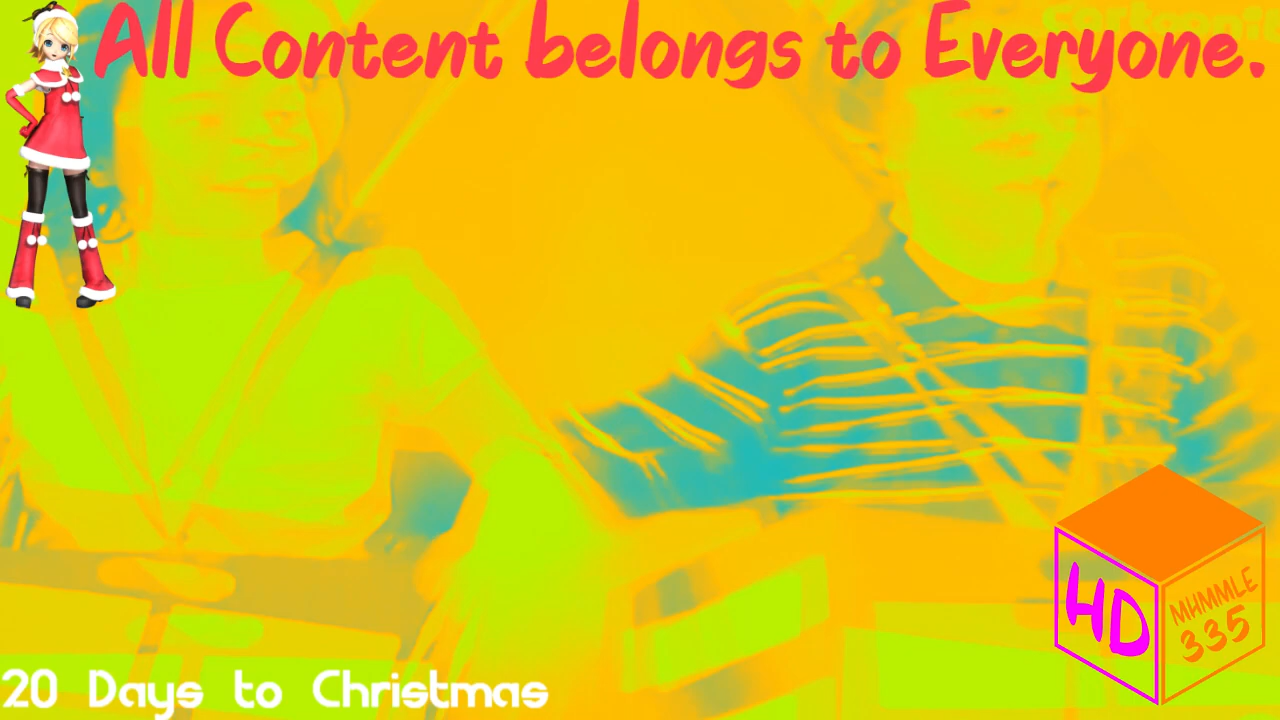 All Content belongs to Everyone.
HD
MHMMLE
335
20 Days to Christmas